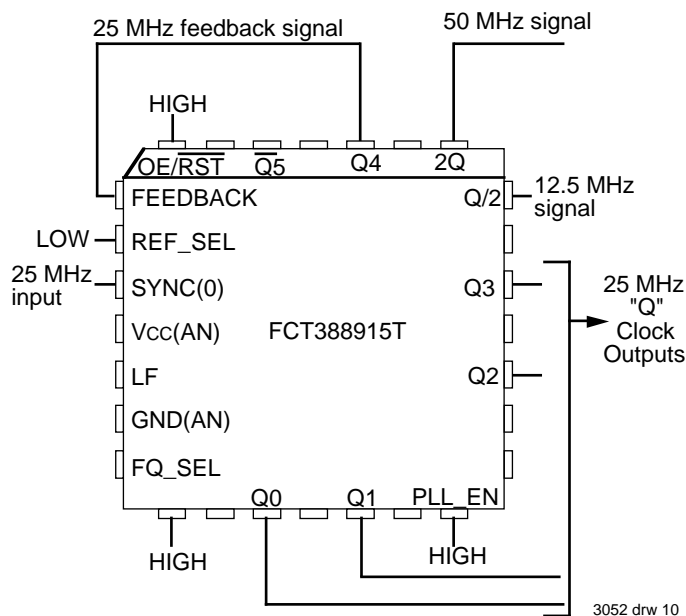 25 MHz feedback signal
50 MHz signal
HIGH
OE/RST
Q5
Q4
2Q
FEEDBACK
Q/2
12.5 MHz
signal
LOW
REF_SEL
25 MHz
input
SYNC(0)
Q3
25 MHz
"Q"
Clock
Outputs
VCC(AN)
FCT388915T
LF
Q2
GND(AN)
FQ_SEL
Q0
Q1
PLL_EN
HIGH
HIGH
3052 drw 10